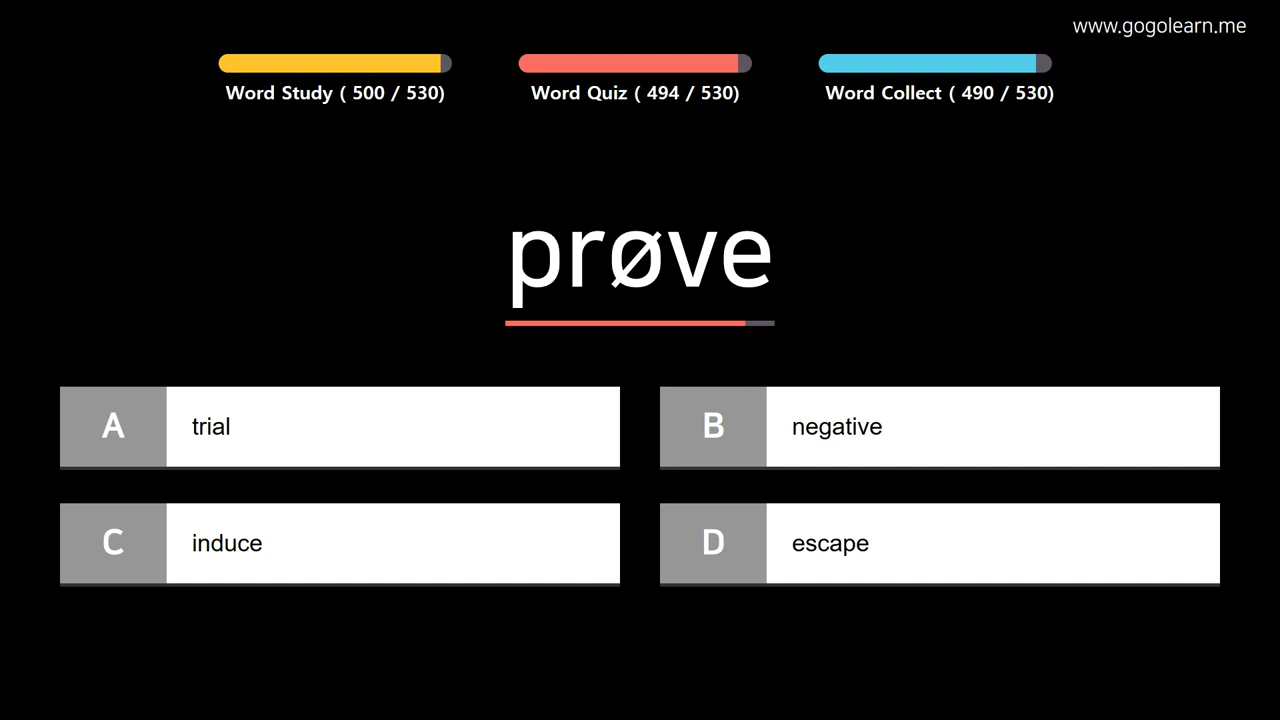 www.gogolearn.me
Word Study ( 500 / 530)
Word Quiz ( 494 / 530)
Word Collect ( 490 / 530)
prøve
A
trial
B
negative
C
induce
D
escape